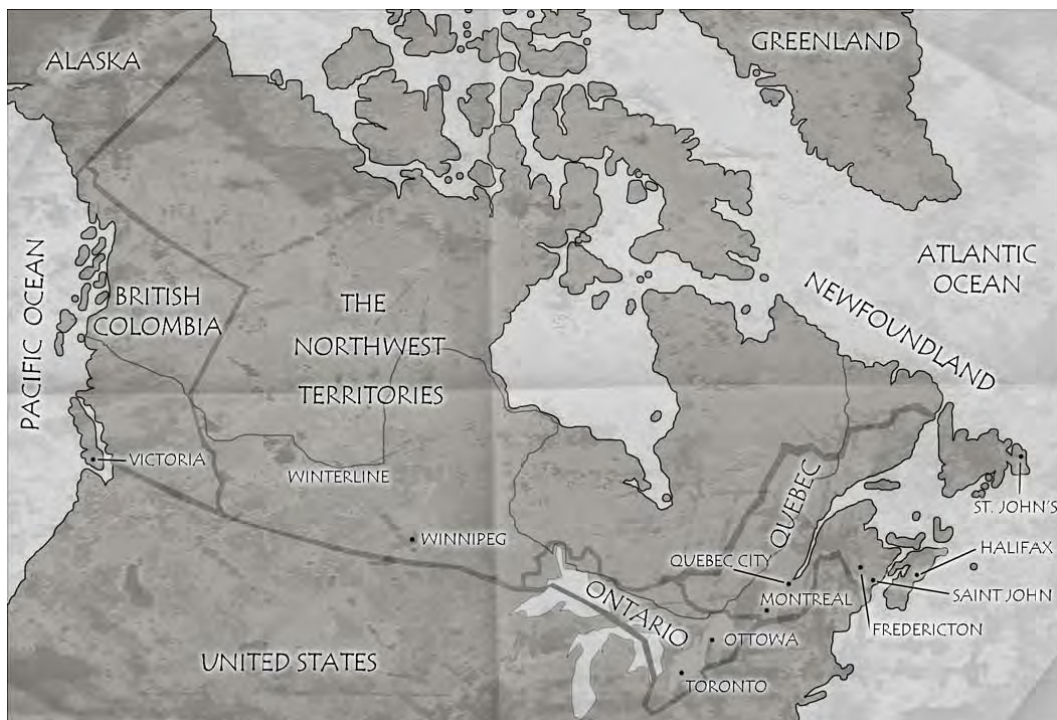 GREENLAND
ALASKA
ATLANTIC
OCEAN
NEWFOUNDLAND
PACIFIC OCEAN
BRITISH
COLOMBIA
THE
NORTHWEST
TERRITORIES
VICTORIA
WINTERLINE
WINNIPEG
QUEBEC
ST. JOHN'S
QUEBEC CITY
HALIFAX
ONTARIO
MONTREAL
SAINT JOHN
FREDERICTON
OTTOWA
UNITED STATES
TORONTO